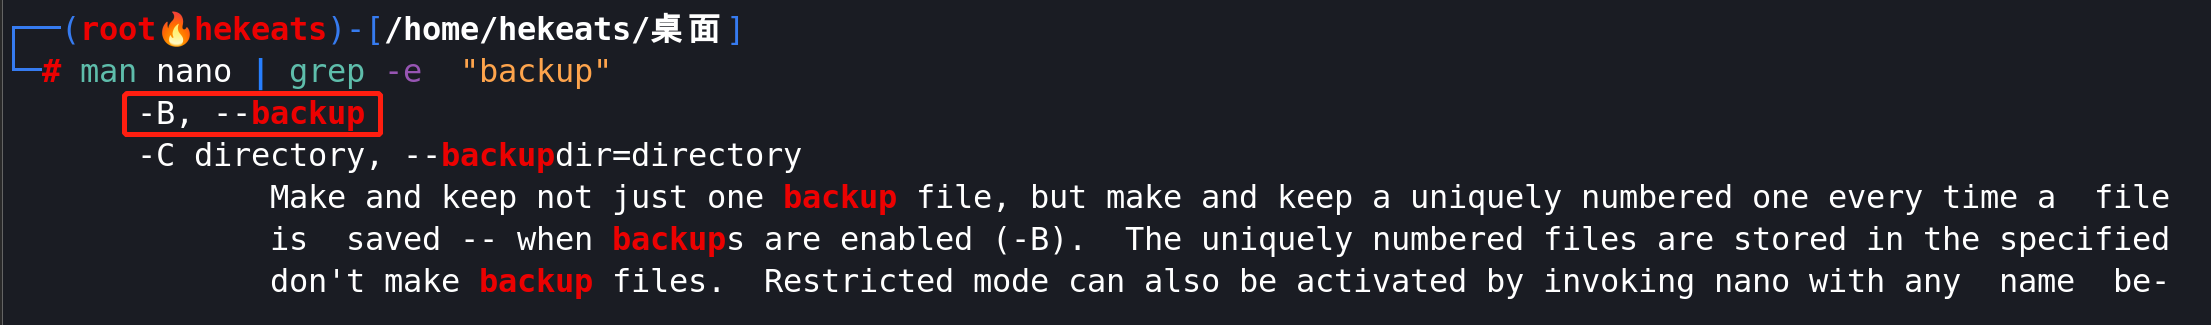 ┌──(root🔥hekeats)-[/home/hekeats/桌面]
└─# man nano | grep -e  "backup"
       -B, --backup
       -C directory, --backupdir=directory
              Make and keep not just one backup file, but make and keep a uniquely numbered one every time a  file
              is  saved -- when backups are enabled (-B).  The uniquely numbered files are stored in the specified
              don't make backup files.  Restricted mode can also be activated by invoking nano with any  name  be-